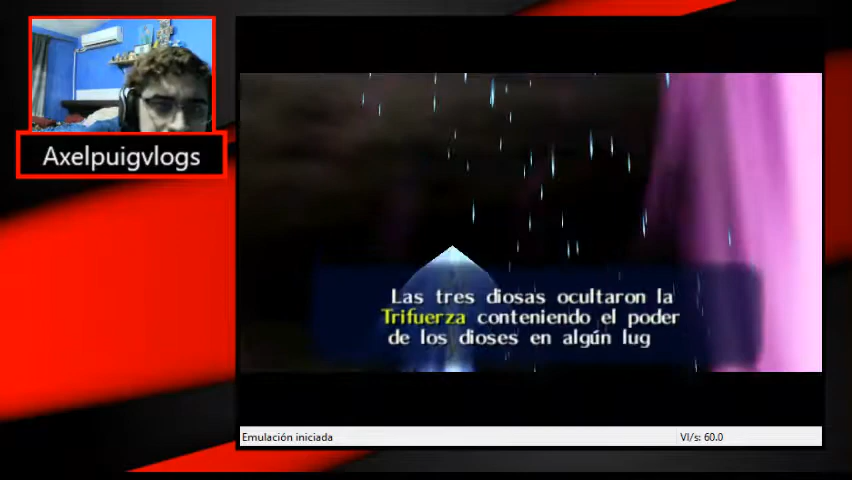 Axelpuigvlogs
Las tres diosas ocultaron la
Trifuerza conteniendo el poder
de los dioses en algún lug
Emulación iniciada
VI/s: 60.0